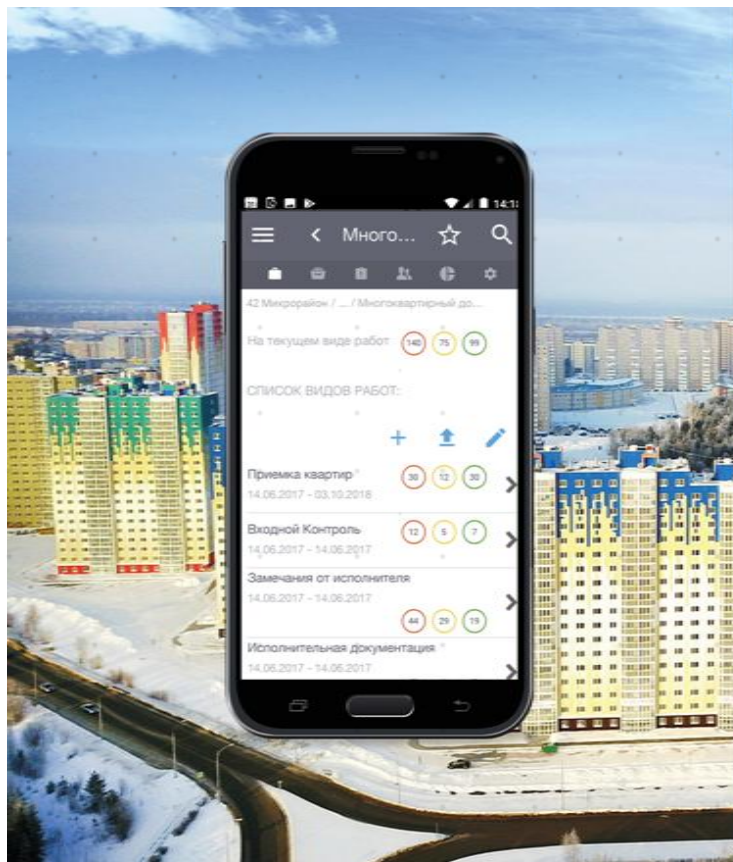 14:18
Много...
42 Микрорайон / ... / Многоквартирный до...
На текущем виде работ 140 75 99
СПИСОК ВИДОВ РАБОТ:
Приемка квартир 30 12 30
14.06.2017 - 03.10.2018
Входной Контроль 12 5 7
14.06.2017 - 14.06.2017
Замечания от исполнителя
14.06.2017 - 14.06.2017
44 29 19
Исполнительная документация
14.06.2017 - 14.06.2017